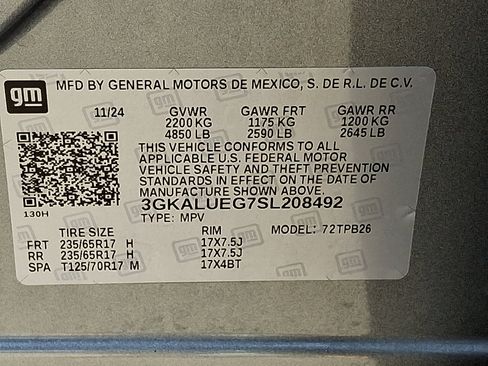 gm MFD BY GENERAL MOTORS DE MEXICO, S. DE R.L. DE C.V.
11/24 GVWR GAWR FRT GAWR RR
2200 KG 1175 KG 1200 KG
4850 LB 2590 LB 2645 LB
THIS VEHICLE CONFORMS TO ALL
APPLICABLE U.S. FEDERAL MOTOR
VEHICLE SAFETY AND THEFT PREVENTION
STANDARDS IN EFFECT ON THE DATE OF
MANUFACTURE SHOWN ABOVE.
130H 3GKALUEG7SL208492
TYPE: MPV
TIRE SIZE RIM MODEL: 72TPB26
FRT 235/65R17 H 17X7.5J
RR 235/65R17 H 17X7.5J
SPA T125/70R17 M 17X4BT